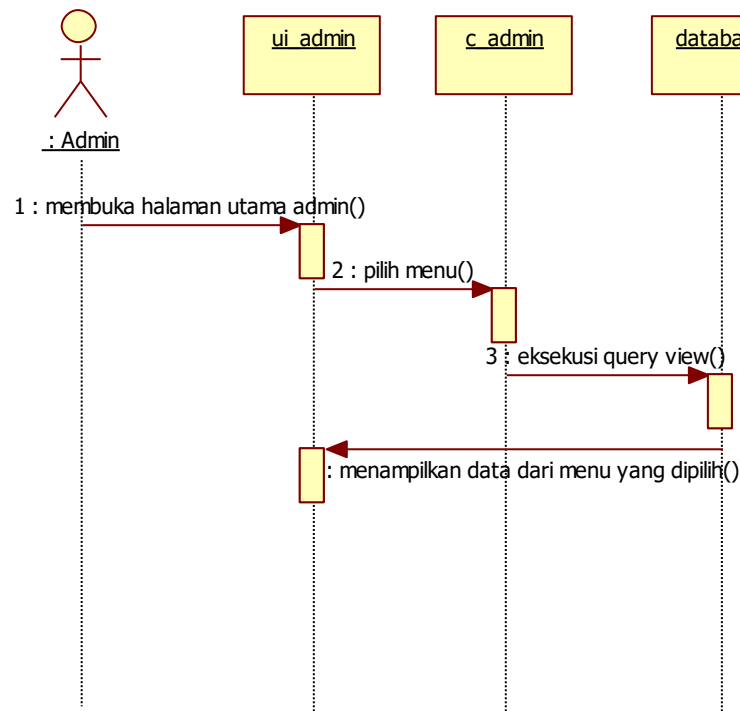 ui_admin
c_admin
: Admin
1 : membuka halaman utama admin()
2 : pilih menu()
3 : eksekusi query view()
: menampilkan data dari menu yang dipilih()